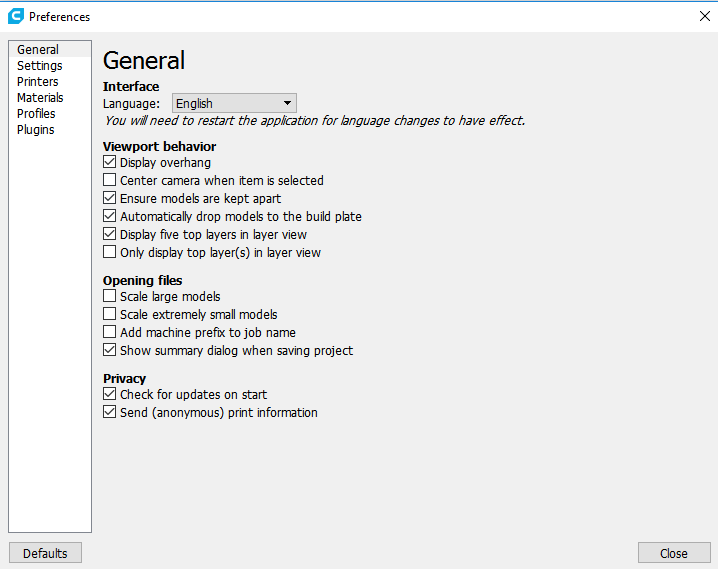 Preferences
General
Settings
Printers
Materials
Profiles
Plugins
General
Interface
Language: English
You will need to restart the application for language changes to have effect.
Viewport behavior
Display overhang
Center camera when item is selected
Ensure models are kept apart
Automatically drop models to the build plate
Display five top layers in layer view
Only display top layer(s) in layer view
Opening files
Scale large models
Scale extremely small models
Add machine prefix to job name
Show summary dialog when saving project
Privacy
Check for updates on start
Send (anonymous) print information
Defaults
Close